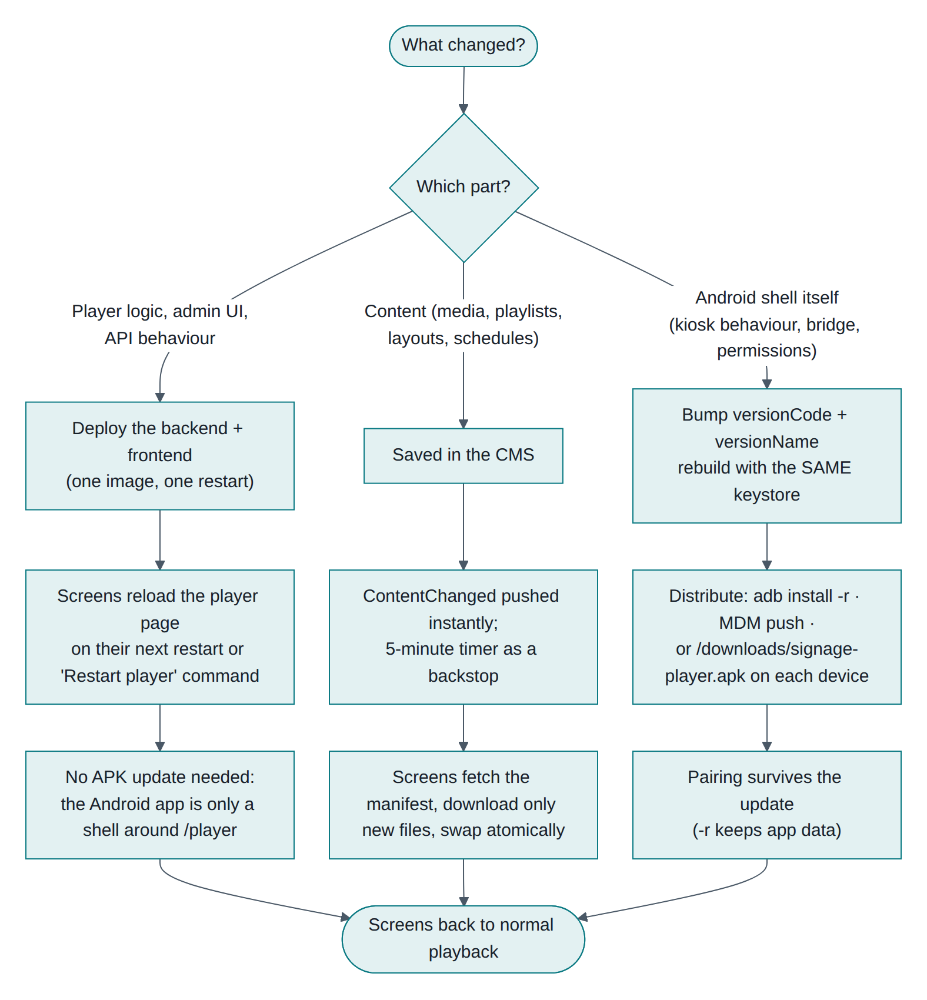 What changed?
Which part?
Player logic, admin UI,
API behaviour
Content (media, playlists,
layouts, schedules)
Android shell itself
(kiosk behaviour, bridge,
permissions)
Deploy the backend +
frontend
(one image, one restart)
Saved in the CMS
Bump versionCode +
versionName
rebuild with the SAME
keystore
Screens reload the player
page
on their next restart or
'Restart player' command
ContentChanged pushed
instantly;
5-minute timer as a
backstop
Distribute: adb install -r ·
MDM push ·
or /downloads/signage-
player.apk on each device
No APK update needed:
the Android app is only a
shell around /player
Screens fetch the
manifest, download only
new files, swap atomically
Pairing survives the
update
(-r keeps app data)
Screens back to normal
playback